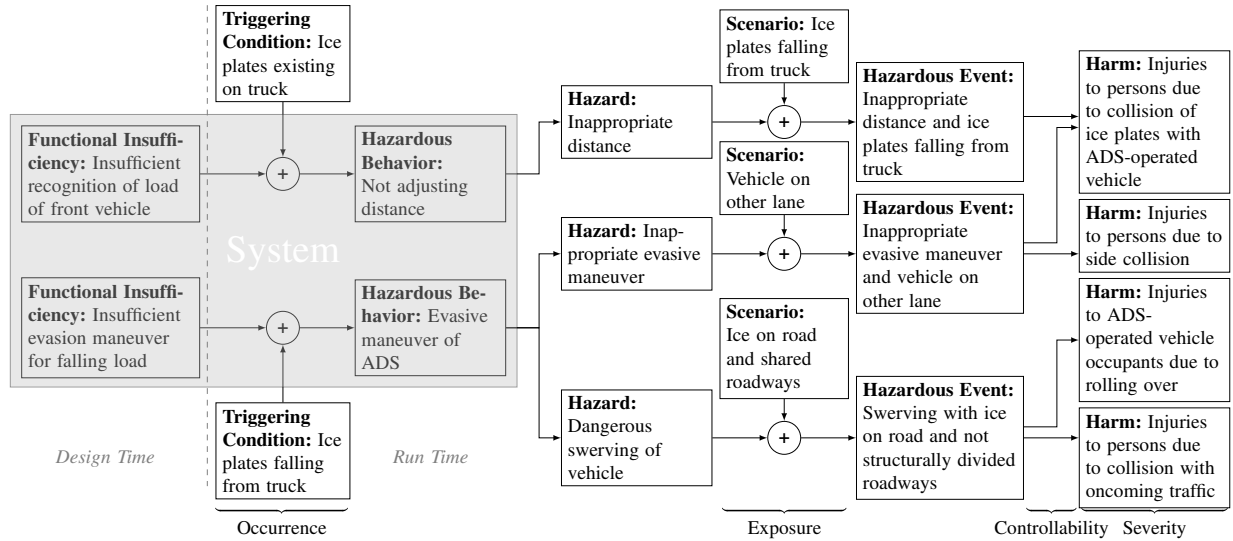 Triggering
Condition: Ice
plates existing
on truck
Functional Insuffi-
ciency: Insufficient
recognition of load
of front vehicle
+
Hazardous
Behavior:
Not adjusting
distance
System
Functional Insuffi-
ciency: Insufficient
evasion maneuver
for falling load
+
Hazardous Be-
havior: Evasive
maneuver of
ADS
Triggering
Condition: Ice
plates falling
from truck
Design Time
Run Time
Hazard:
Inappropriate
distance
Scenario: Ice
plates falling
from truck
+
Hazardous Event:
Inappropriate
distance and ice
plates falling from
truck
Harm: Injuries
to persons due
to collision of
ice plates with
ADS-operated
vehicle
Hazard: Inap-
propriate evasive
maneuver
Scenario:
Vehicle on
other lane
+
Hazardous Event:
Inappropriate
evasive maneuver
and vehicle on
other lane
Harm: Injuries
to persons due to
side collision
Hazard:
Dangerous
swerving of
vehicle
Scenario:
Ice on road
and shared
roadways
+
Hazardous Event:
Swerving with ice
on road and not
structurally divided
roadways
Harm: Injuries
to ADS-
operated vehicle
occupants due to
rolling over
Harm: Injuries
to persons due
to collision with
oncoming traffic
Occurrence
Exposure
Controllability
Severity